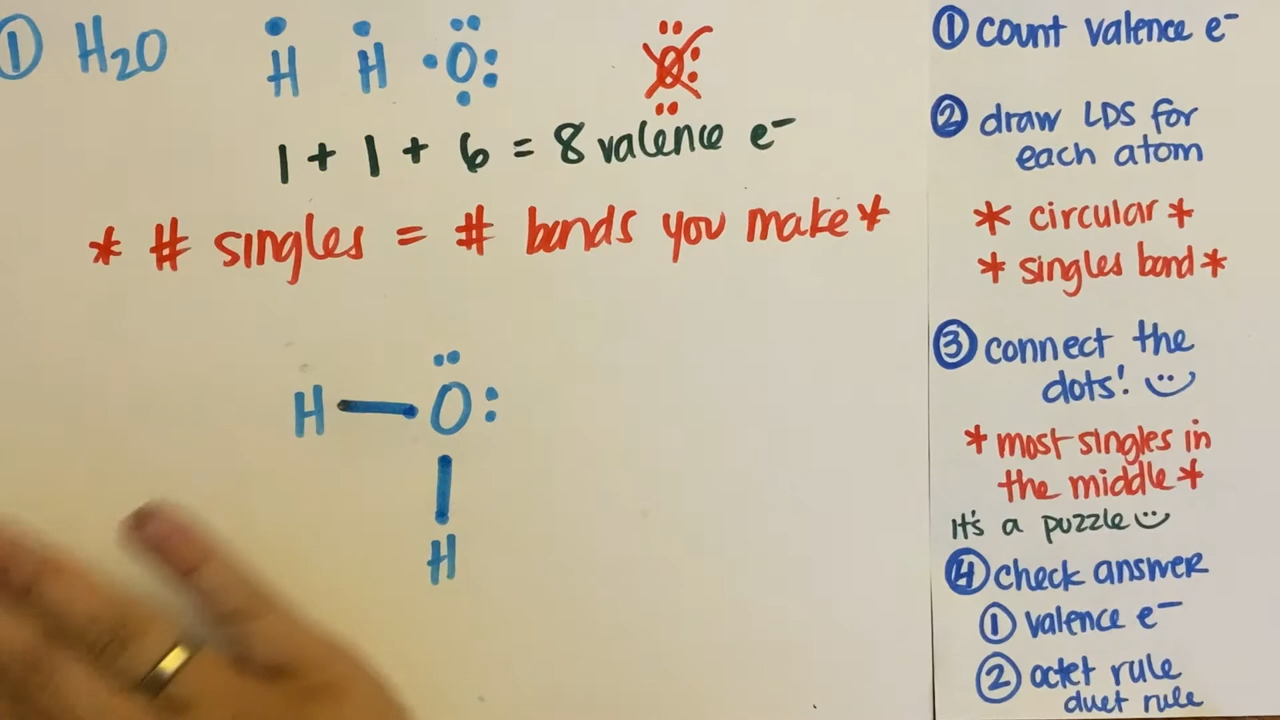 ① H₂O H H O O
1 + 1 + 6 = 8 valence e⁻
* # singles = # bonds you make *
H — O
H
① count valence e⁻
② draw LDS for
each atom
* circular *
* singles bond *
③ connect the
dots!
* most singles in
the middle *
it's a puzzle
④ check answer
① valence e⁻
② octet rule
duet rule